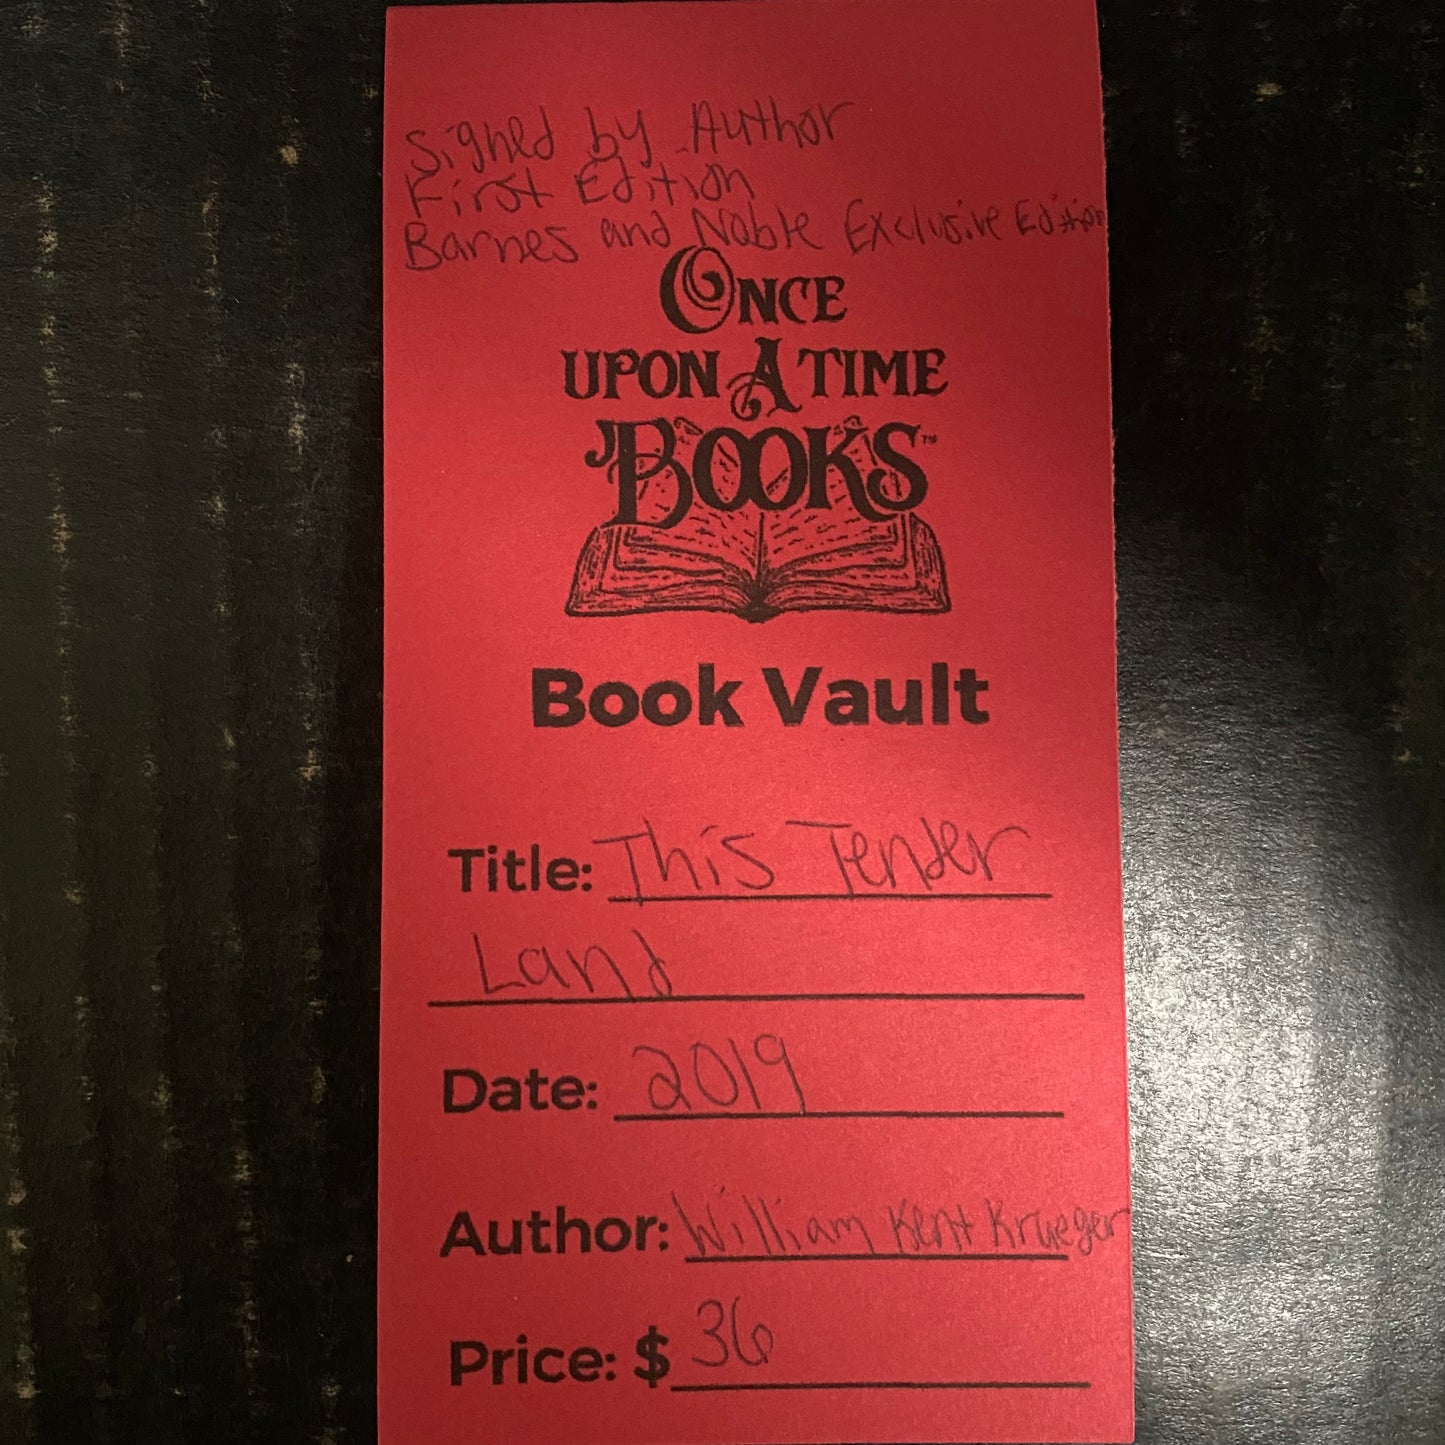 Signed by Author
First Edition
Barnes and Noble Exclusive Edition
ONCE
UPON A TIME
BOOKS™
Book Vault
Title: This Tender
Land
Date: 2019
Author: William Kent Krueger
Price: $ 36